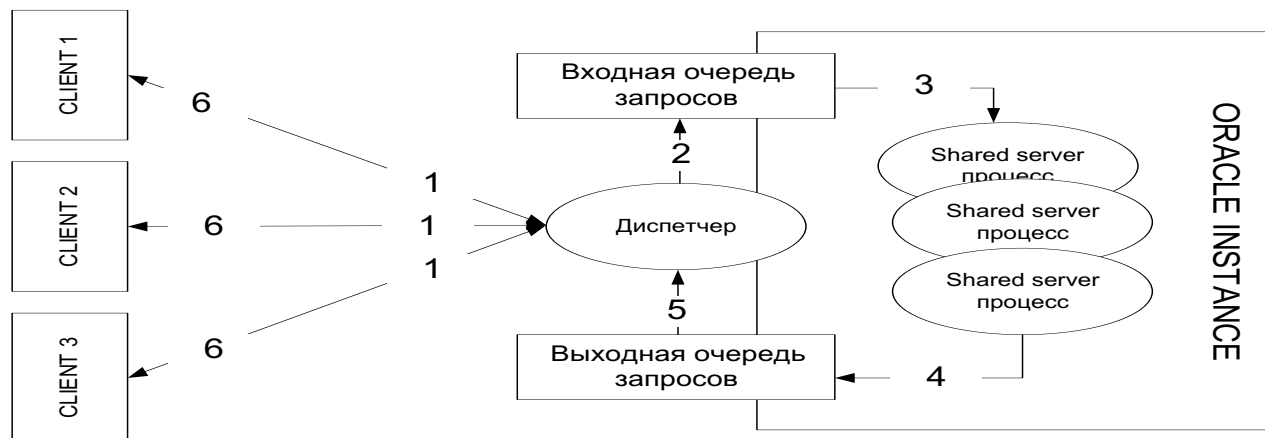 CLIENT 1
CLIENT 2
CLIENT 3
6
6
6
1
1
1
Входная очередь
запросов
2
Диспетчер
5
Выходная очередь
запросов
3
Shared server
процесс
Shared server
процесс
Shared server
процесс
4
ORACLE INSTANCE